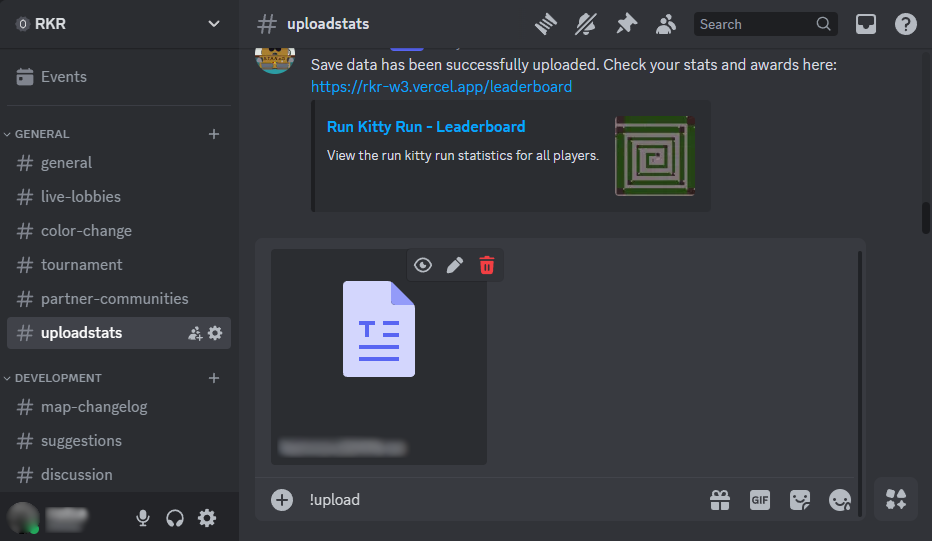 RKR
Events
GENERAL
general
live-lobbies
color-change
tournament
partner-communities
uploadstats
DEVELOPMENT
map-changelog
suggestions
discussion
uploadstats
Search
Save data has been successfully uploaded. Check your stats and awards here:
https://rkr-w3.vercel.app/leaderboard
Run Kitty Run - Leaderboard
View the run kitty run statistics for all players.
!upload
GIF